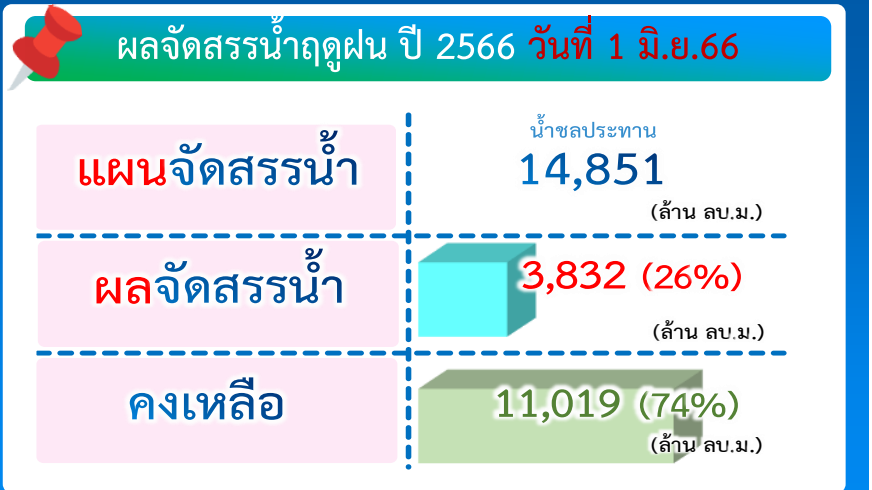 ผลจัดสรรน้ำฤดูฝน ปี 2566 วันที่ 1 มิ.ย.66
แผนจัดสรรน้ำ
น้ำชลประทาน
14,851
(ล้าน ลบ.ม.)
ผลจัดสรรน้ำ
3,832 (26%)
(ล้าน ลบ.ม.)
คงเหลือ
11,019 (74%)
(ล้าน ลบ.ม.)